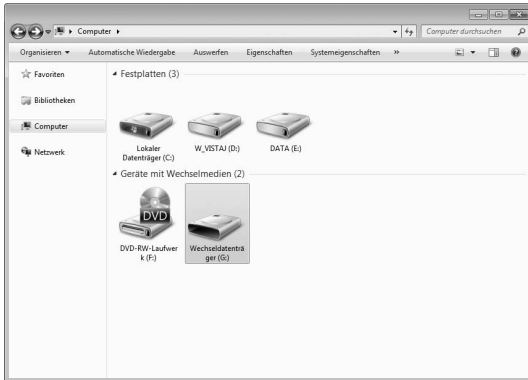 Computer
Computer durchsuchen
Organisieren
Automatische Wiedergabe
Auswerfen
Eigenschaften
Systemeigenschaften
»
Favoriten
Bibliotheken
Computer
Netzwerk
Festplatten (3)
Lokaler
Datenträger (C:)
W_VISTAJ (D:)
DATA (E:)
Geräte mit Wechselmedien (2)
DVD
DVD-RW-Laufwer
k (F:)
Wechseldatenträ
ger (G:)